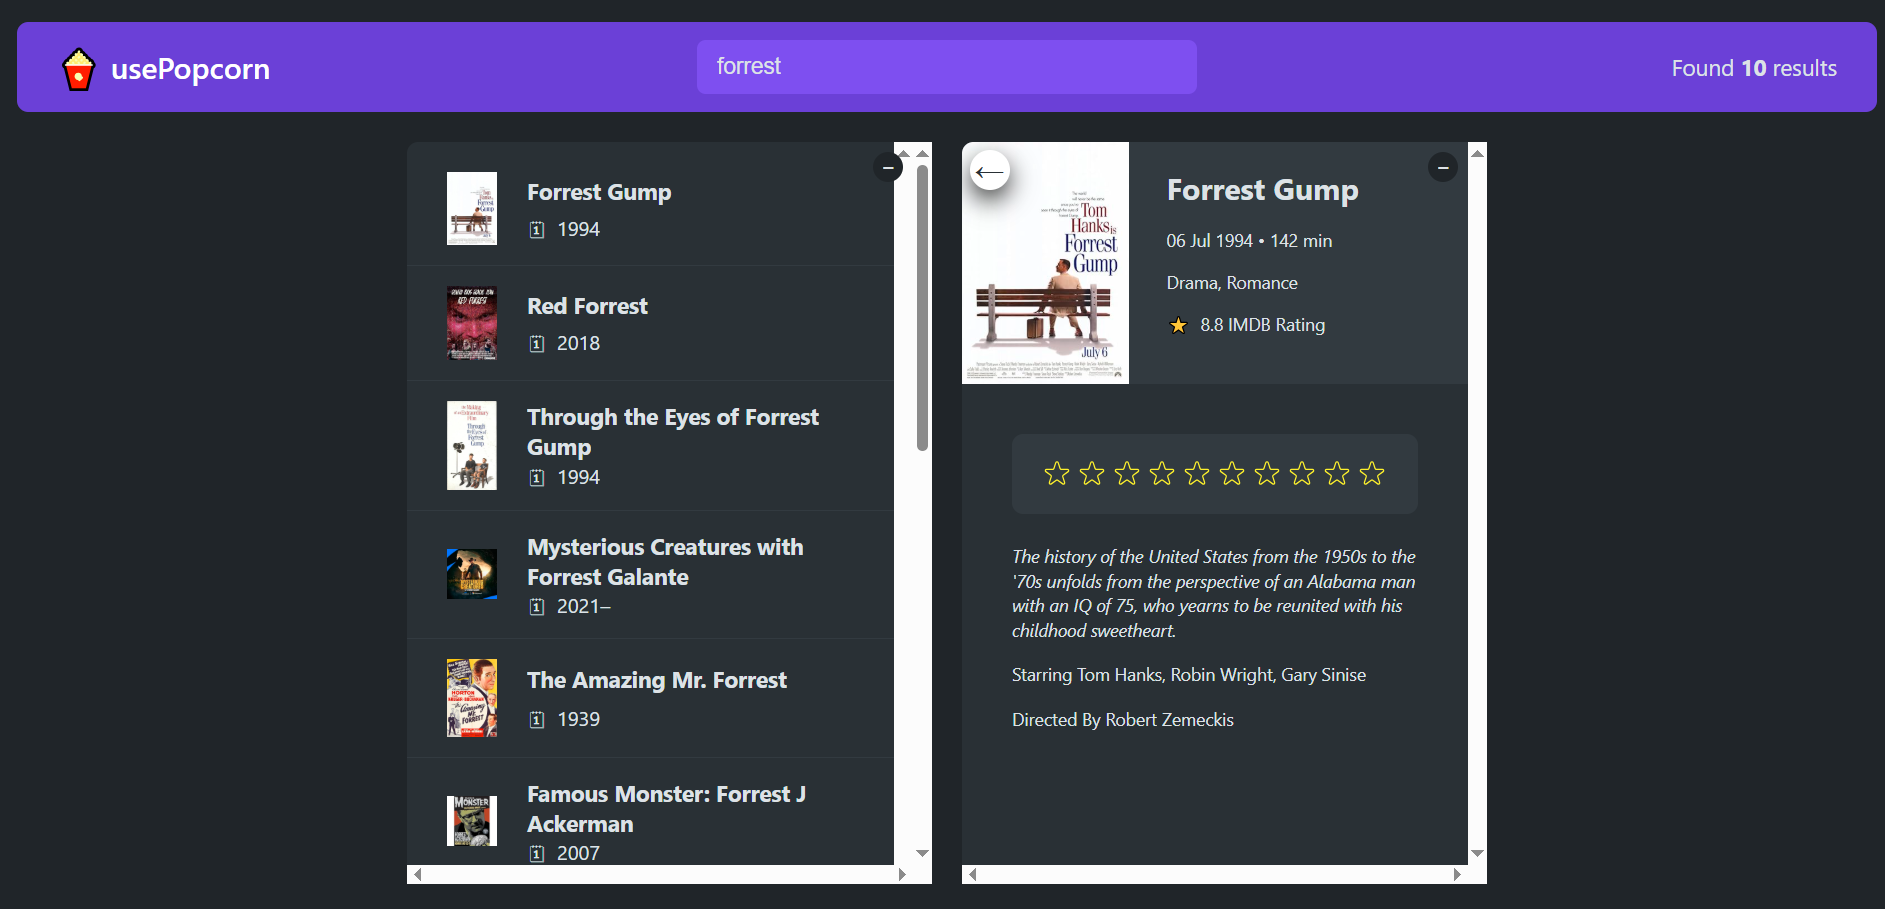 usePopcorn
forrest
Found 10 results
Forrest Gump
1994
Red Forrest
2018
Through the Eyes of Forrest
Gump
1994
Mysterious Creatures with
Forrest Galante
2021–
The Amazing Mr. Forrest
1939
Famous Monster: Forrest J
Ackerman
2007
Tom
Hanks is
Forrest
Gump
July 6
Forrest Gump
06 Jul 1994 • 142 min
Drama, Romance
8.8 IMDB Rating
The history of the United States from the 1950s to the
'70s unfolds from the perspective of an Alabama man
with an IQ of 75, who yearns to be reunited with his
childhood sweetheart.
Starring Tom Hanks, Robin Wright, Gary Sinise
Directed By Robert Zemeckis